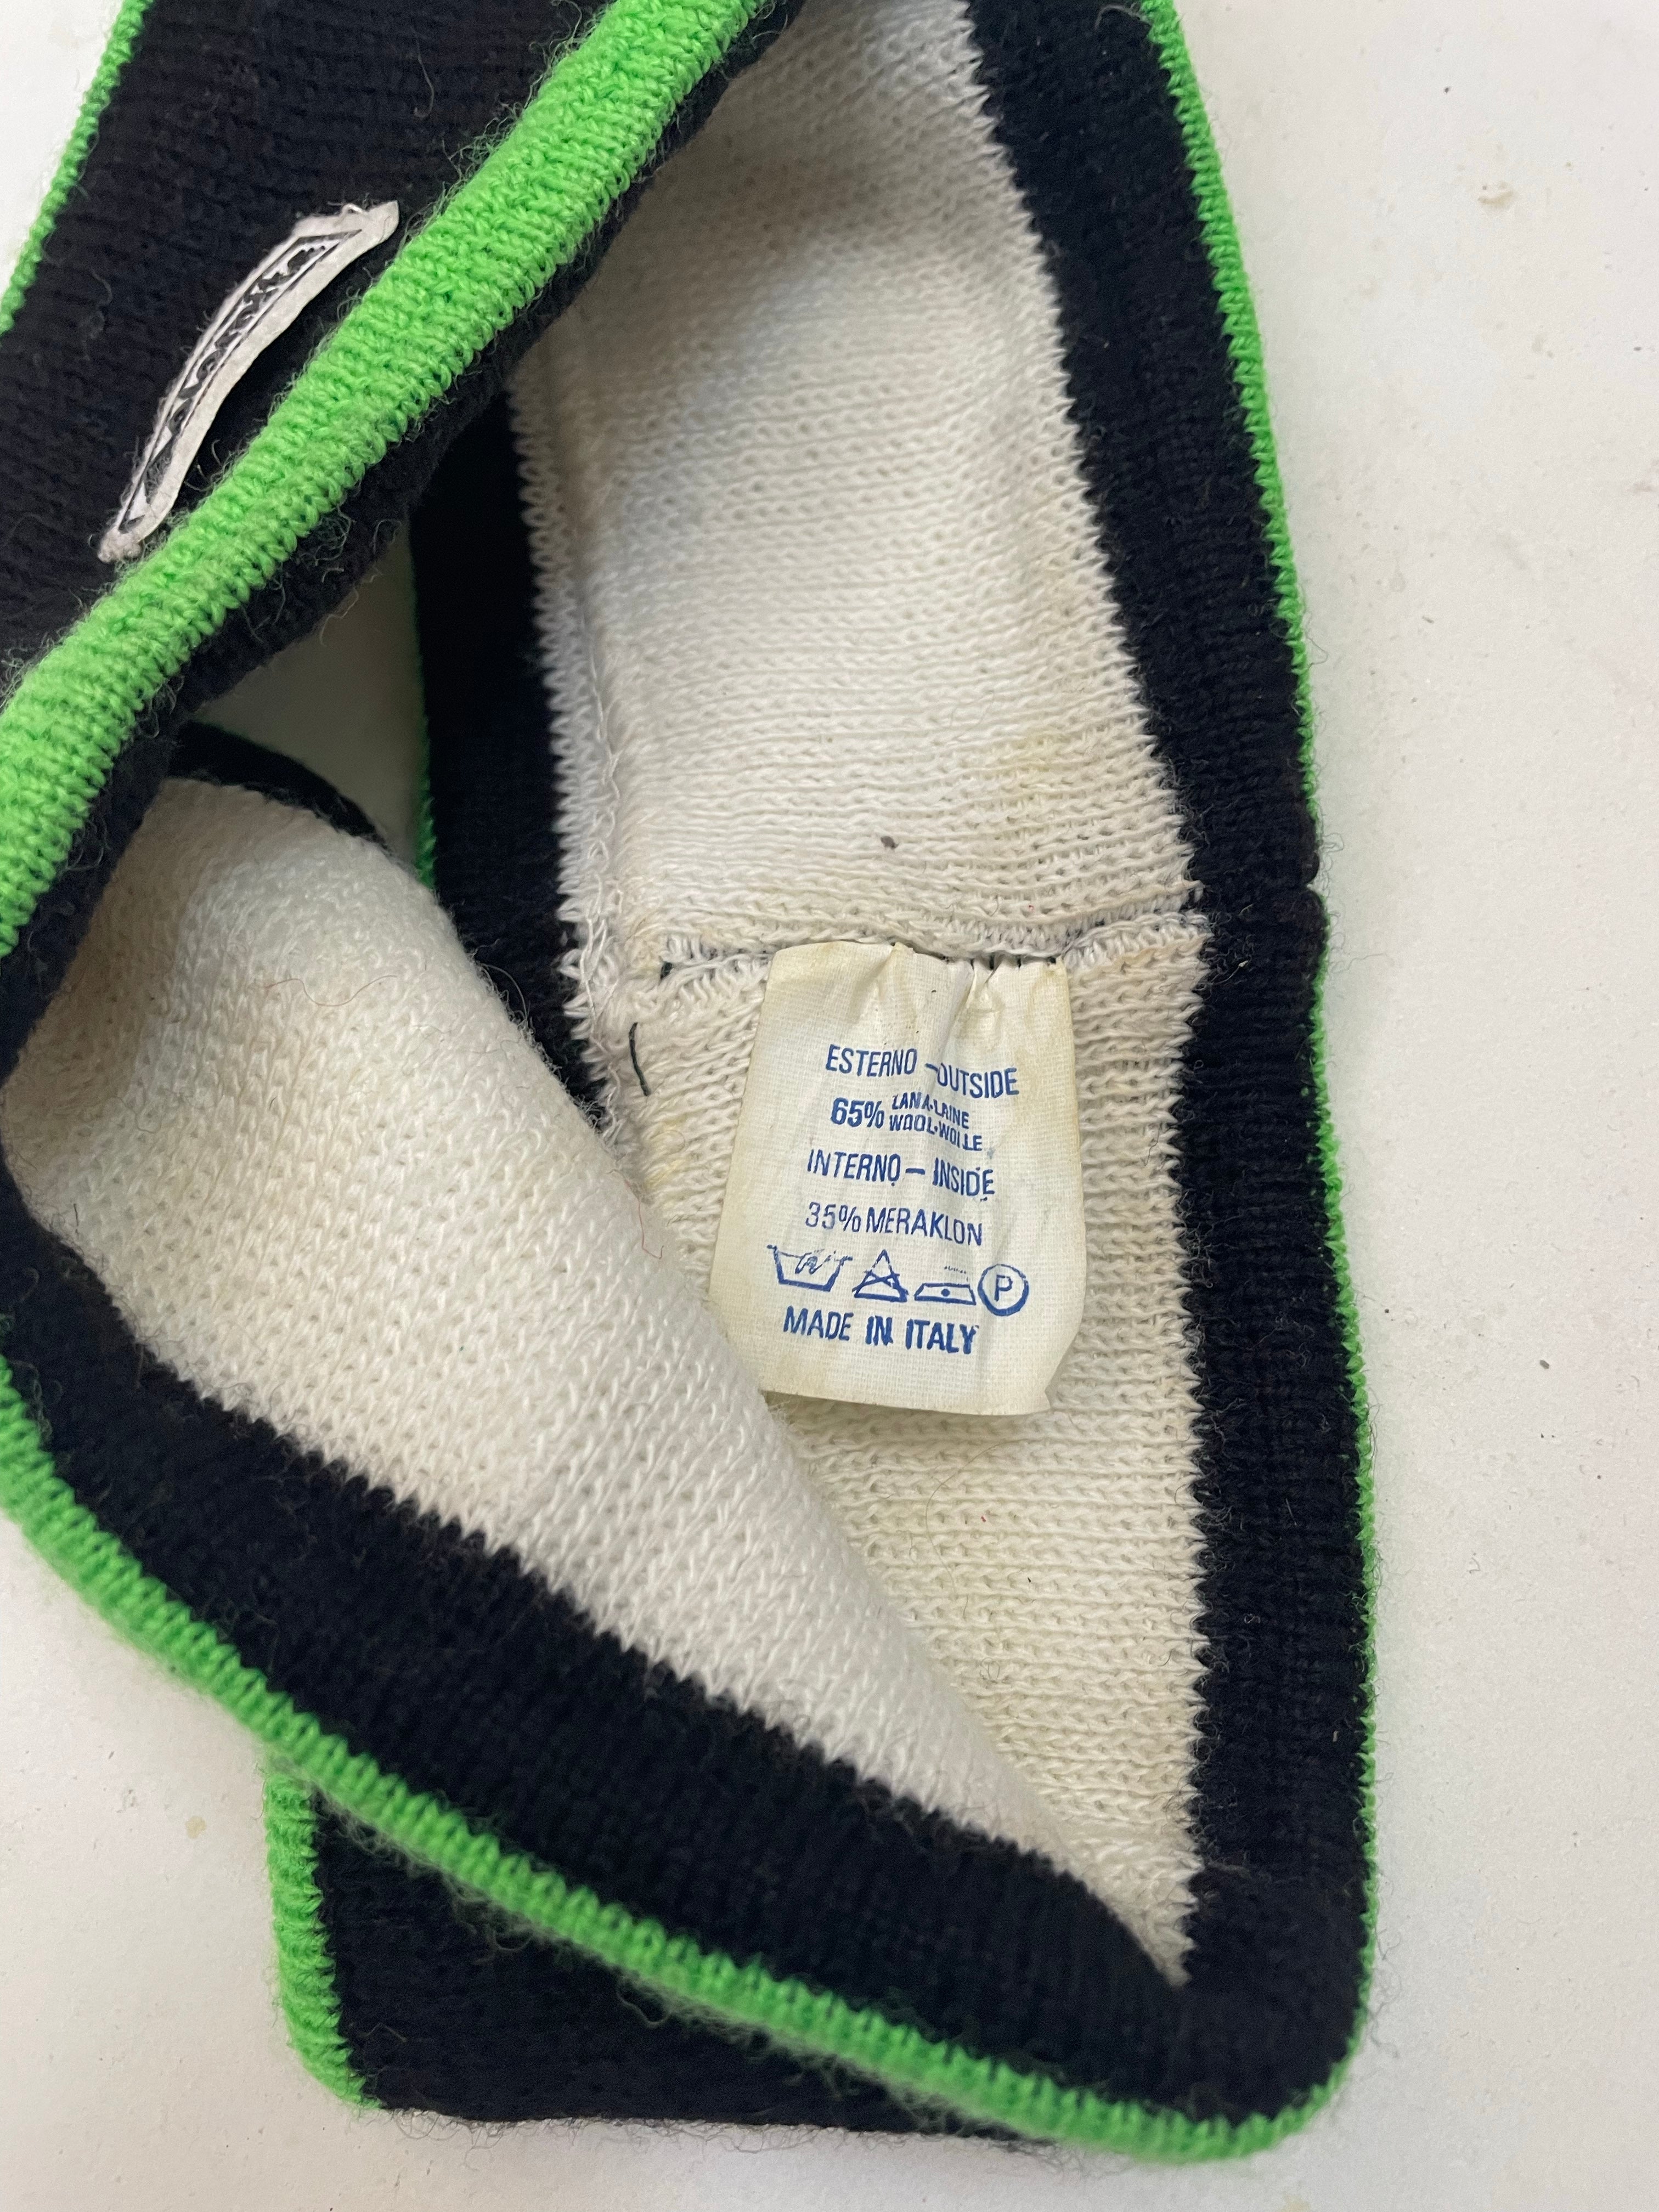 ESTERNO – OUTSIDE
65% LANA • LAINE
WOOL • WOLLE
INTERNO – INSIDE
35% MERAKLON
P
MADE IN ITALY